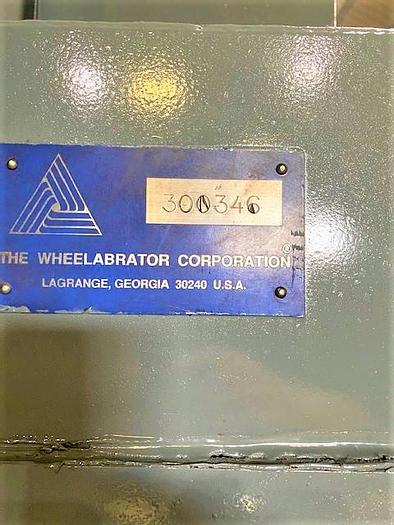 300346
THE WHEELABRATOR CORPORATION®
LAGRANGE, GEORGIA 30240 U.S.A.